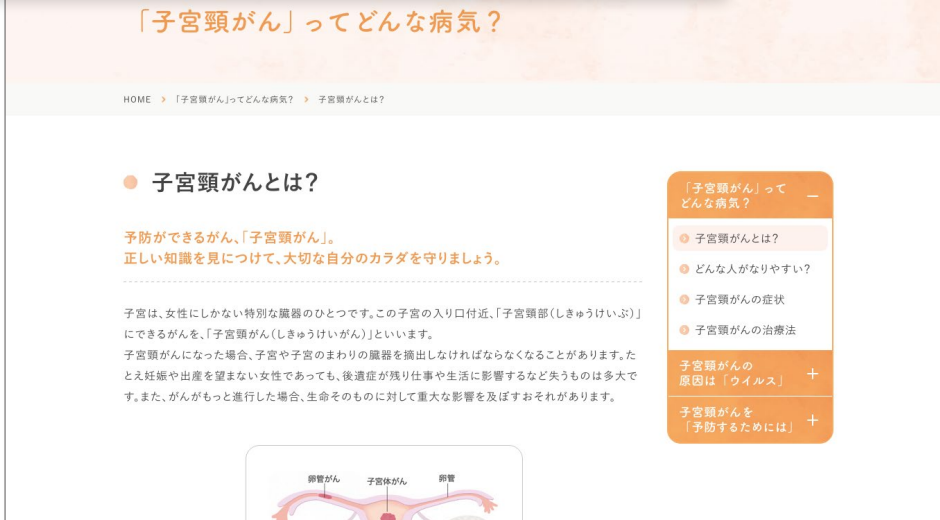 「子宮頸がん」ってどんな病気？
HOME > 「子宮頸がん」ってどんな病気? > 子宮頸がんとは?
子宮頸がんとは？
予防ができるがん、「子宮頸がん」。
正しい知識を見につけて、大切な自分のカラダを守りましょう。
子宮は、女性にしかない特別な臓器のひとつです。この子宮の入り口付近、「子宮頸部（しきゅうけいぶ）」
にできるがんを、「子宮頸がん（しきゅうけいがん）」といいます。
子宮頸がんになった場合、子宮や子宮のまわりの臓器を摘出しなければならなくなることがあります。た
とえ妊娠や出産を望まない女性であっても、後遺症が残り仕事や生活に影響するなど失うものは多大で
す。また、がんがもっと進行した場合、生命そのものに対して重大な影響を及ぼすおそれがあります。
卵管がん
子宮体がん
卵管
「子宮頸がん」って
どんな病気？
子宮頸がんとは?
どんな人がなりやすい?
子宮頸がんの症状
子宮頸がんの治療法
子宮頸がんの
原因は「ウイルス」
子宮頸がんを
「予防するためには」